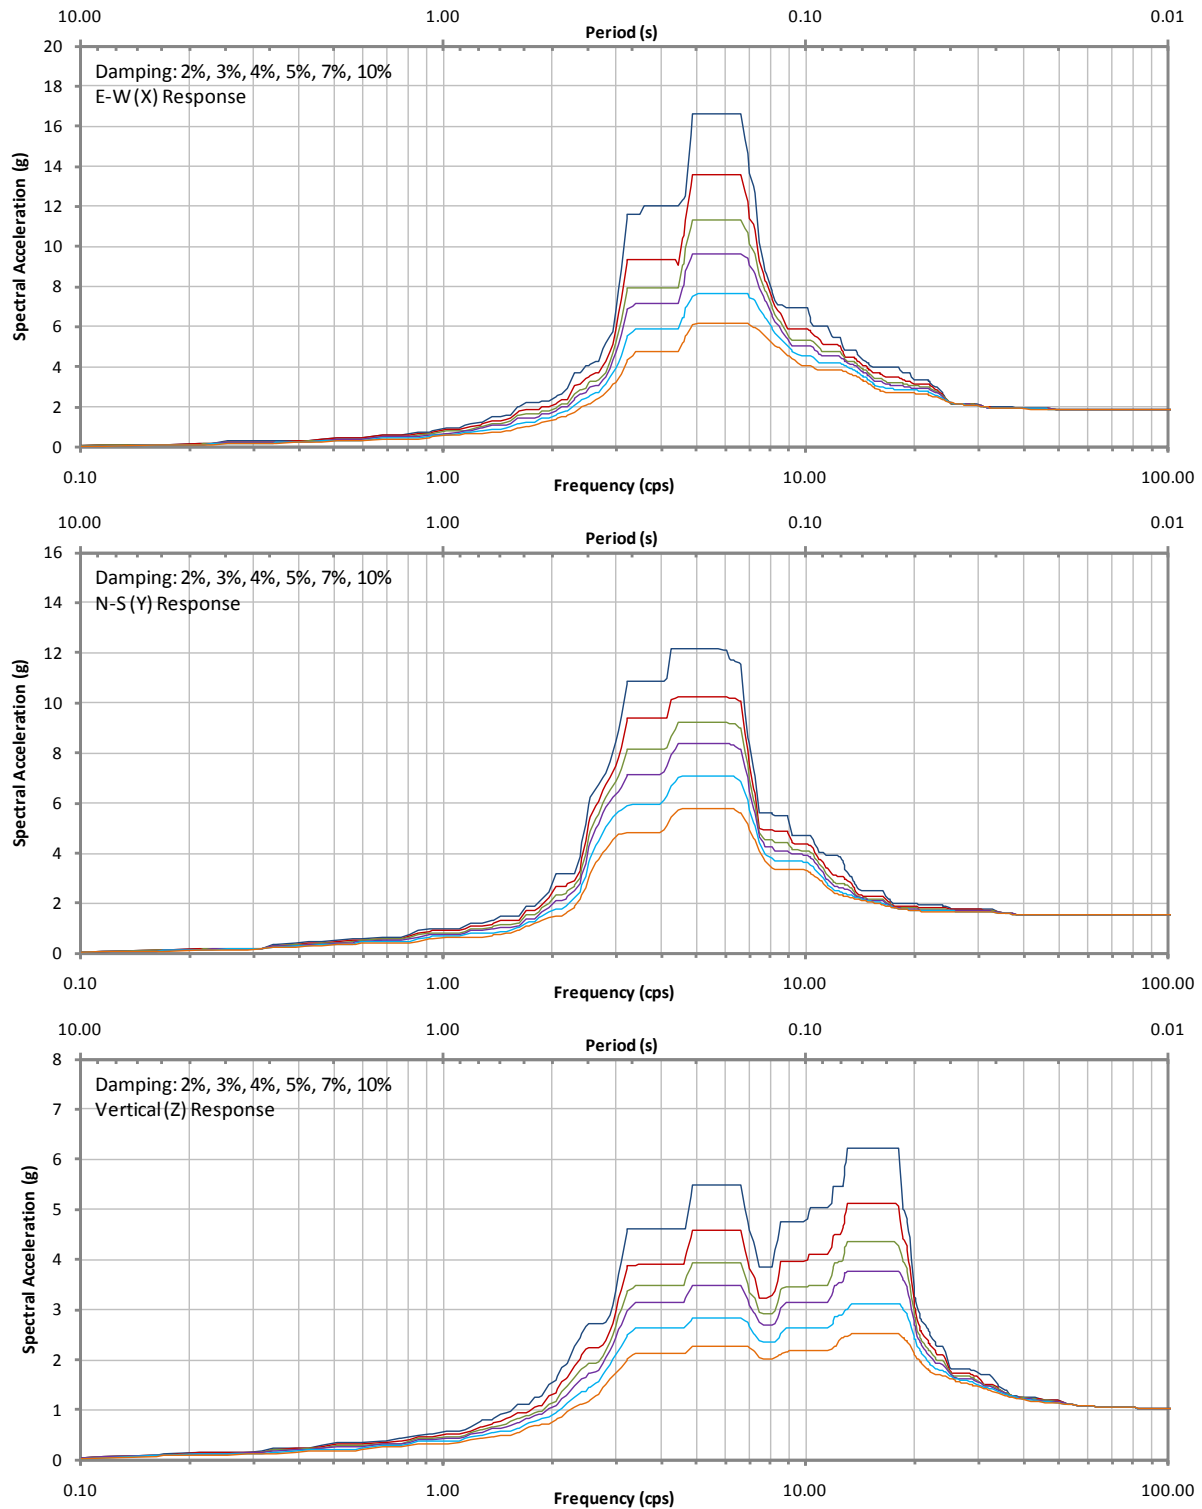 10.00 1.00 0.10 0.01
Period (s)
20
Damping: 2%, 3%, 4%, 5%, 7%, 10%
E-W (X) Response
18
16
14
12
10
8
6
4
2
0
Spectral Acceleration (g)
0.10 1.00 10.00 100.00
Frequency (cps)
10.00 1.00 0.10 0.01
Period (s)
16
Damping: 2%, 3%, 4%, 5%, 7%, 10%
N-S (Y) Response
14
12
10
8
6
4
2
0
Spectral Acceleration (g)
0.10 1.00 10.00 100.00
Frequency (cps)
10.00 1.00 0.10 0.01
Period (s)
8
Damping: 2%, 3%, 4%, 5%, 7%, 10%
Vertical (Z) Response
7
6
5
4
3
2
1
0
Spectral Acceleration (g)
0.10 1.00 10.00 100.00
Frequency (cps)